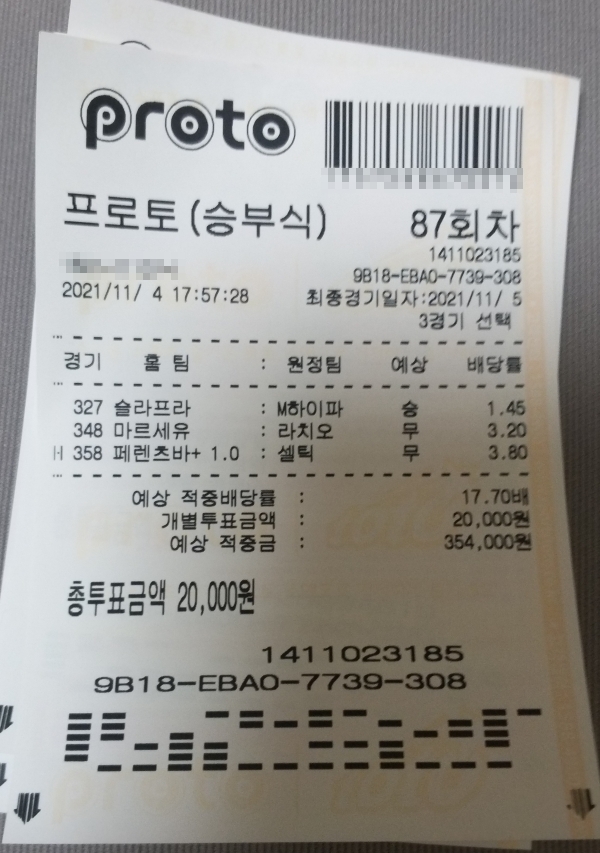 proto
프로토(승부식) 87회차
1411023185
9B18-EBA0-7739-308
2021/11/ 4 17:57:28 최종경기일자:2021/11/ 5
3경기 선택
경기 홈 팀 : 원정팀 예상 배당률
327 슬라프라 : M하이파 승 1.45
348 마르세유 : 라치오 무 3.20
H 358 페렌츠바+ 1.0 : 셀틱 무 3.80
예상 적중배당률 : 17.70배
개별투표금액 : 20,000원
예상 적중금 : 354,000원
총투표금액 20,000원
1411023185
9B18-EBA0-7739-308